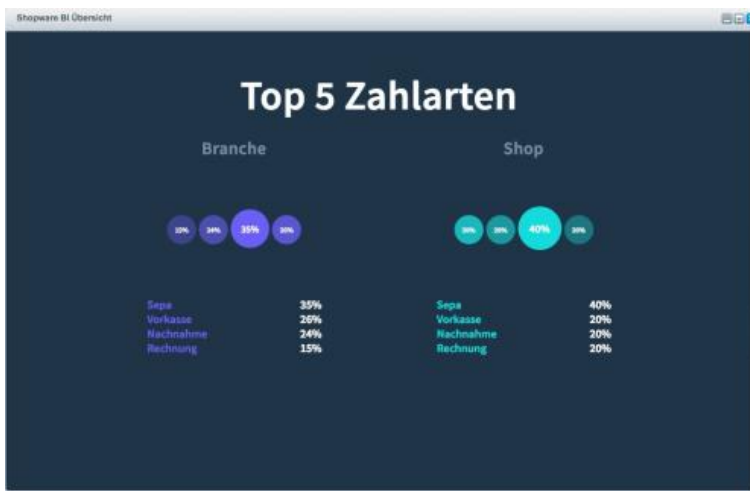 Shopware BI Übersicht
Top 5 Zahlarten
Branche
35%
Sepa 35%
Vorkasse 26%
Nachnahme 24%
Rechnung 15%
Shop
40%
Sepa 40%
Vorkasse 20%
Nachnahme 20%
Rechnung 20%